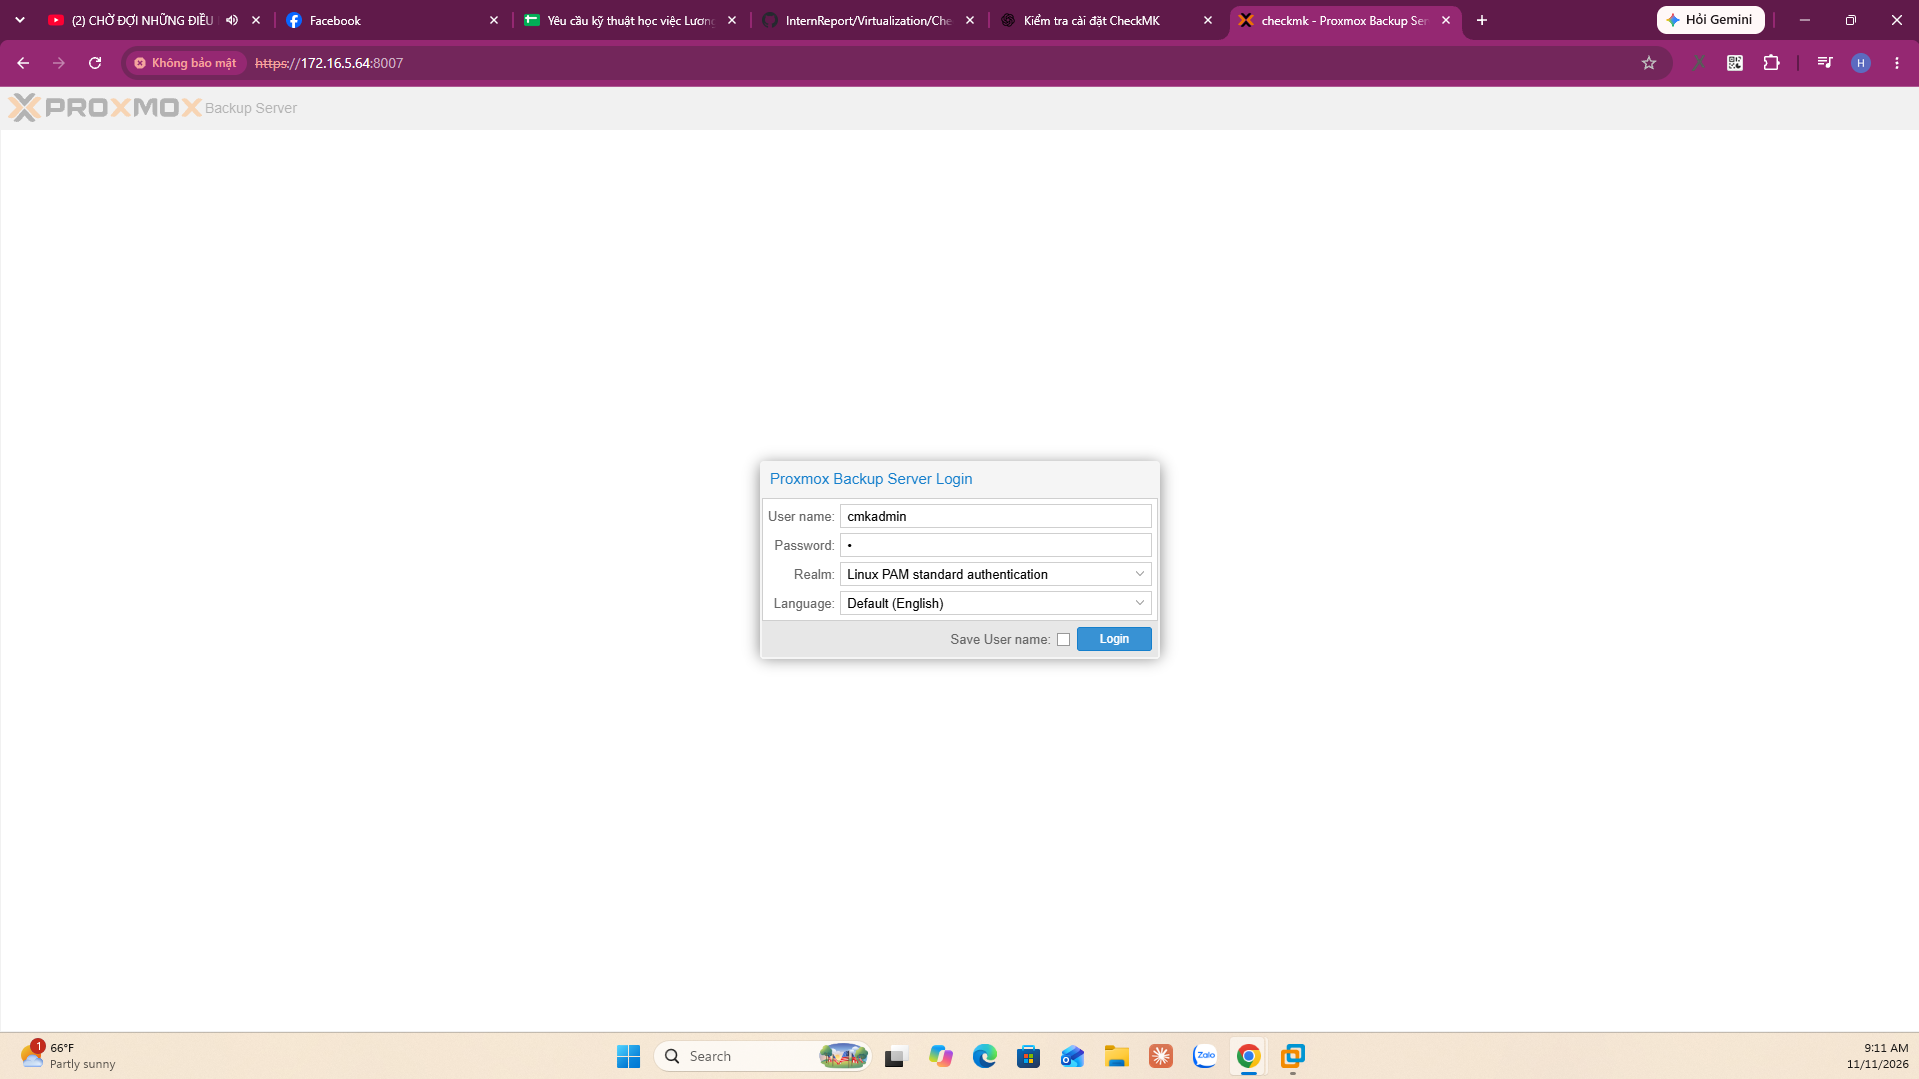 (2) CHỜ ĐỢI NHỮNG ĐIỀU
Facebook
Yêu cầu kỹ thuật học việc Lương
InternReport/Virtualization/Che
Kiểm tra cài đặt CheckMK
checkmk - Proxmox Backup Ser
Hỏi Gemini
Không bảo mật
https://172.16.5.64:8007
H
PROXMOX Backup Server
Proxmox Backup Server Login
User name: cmkadmin
Password: •
Realm: Linux PAM standard authentication
Language: Default (English)
Save User name:
Login
1
66°F
Partly sunny
Search
Zalo
9:11 AM
11/11/2026